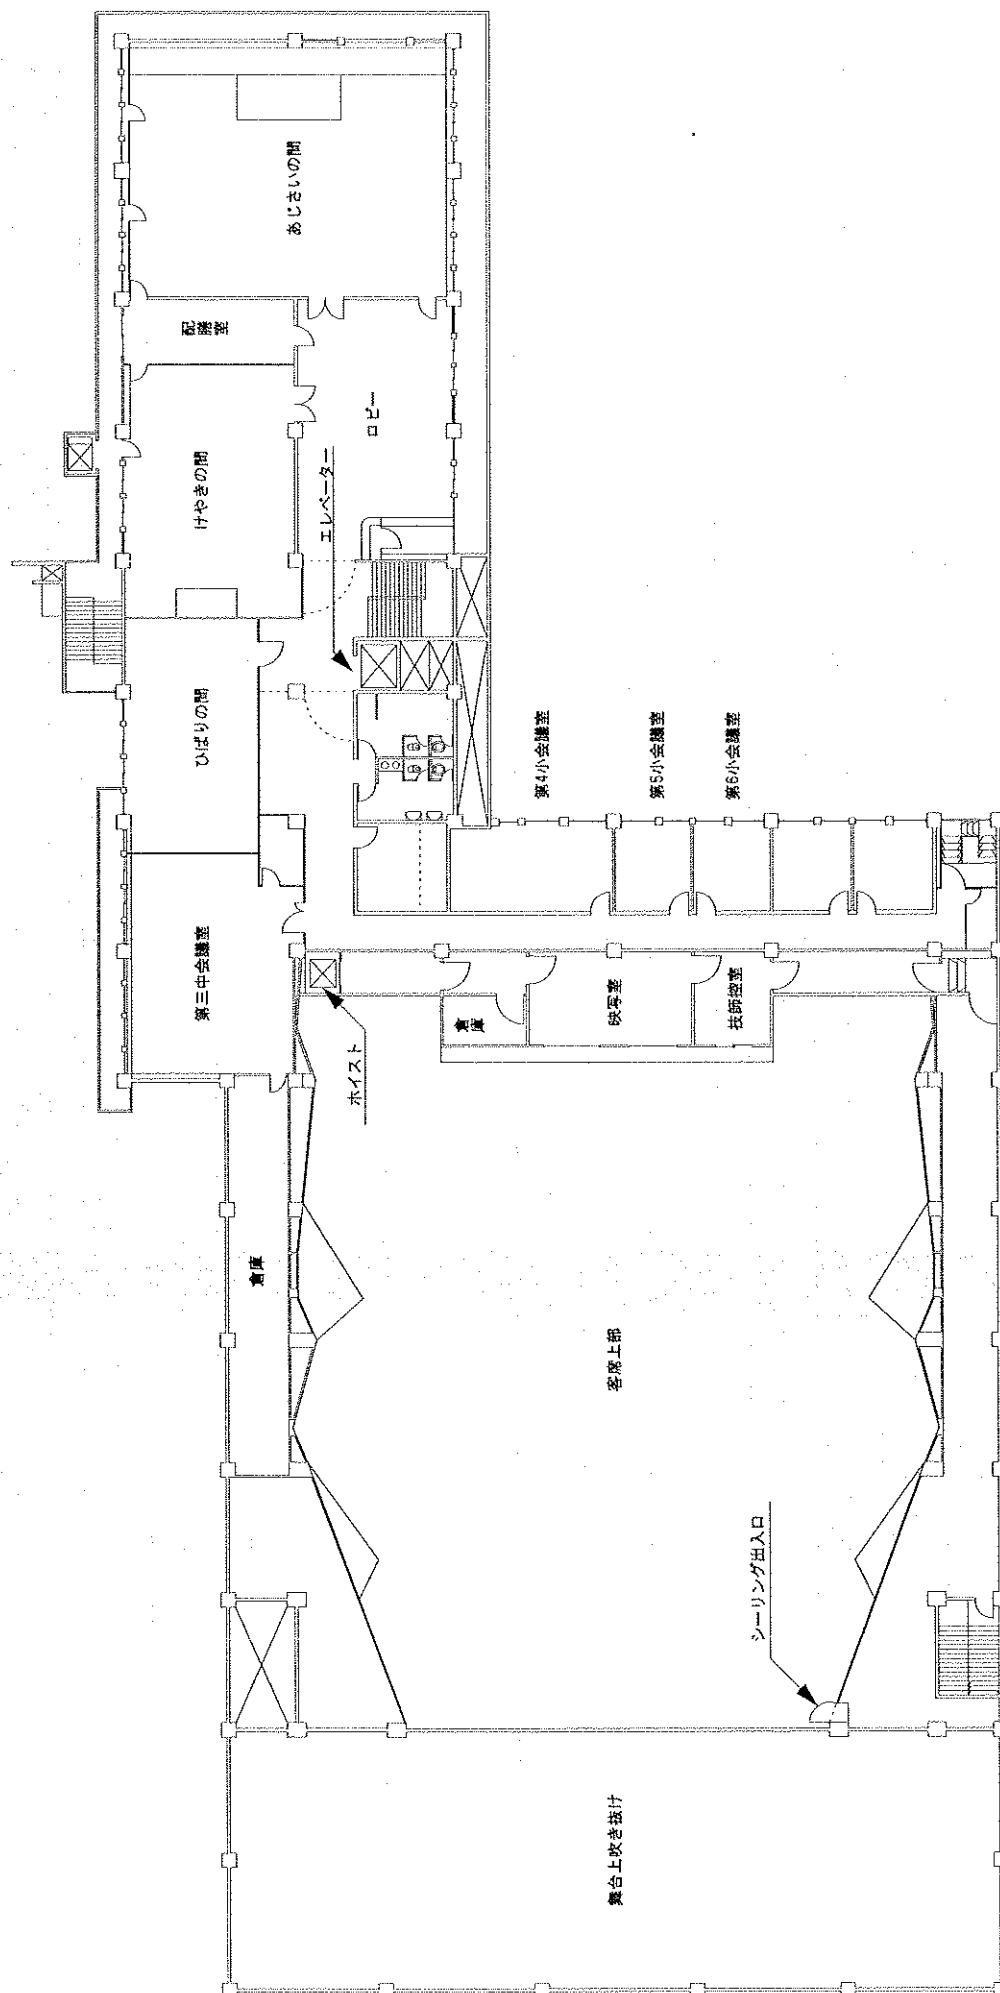 あじさいの間
配膳室
けやきの間
ロビー
エレベーター
ひばりの間
第4小会議室
第5小会議室
第6小会議室
第三中会議室
ホイスト
倉庫
映写室
技師控室
倉庫
客席上部
シーリング出入口
舞台上吹き抜け